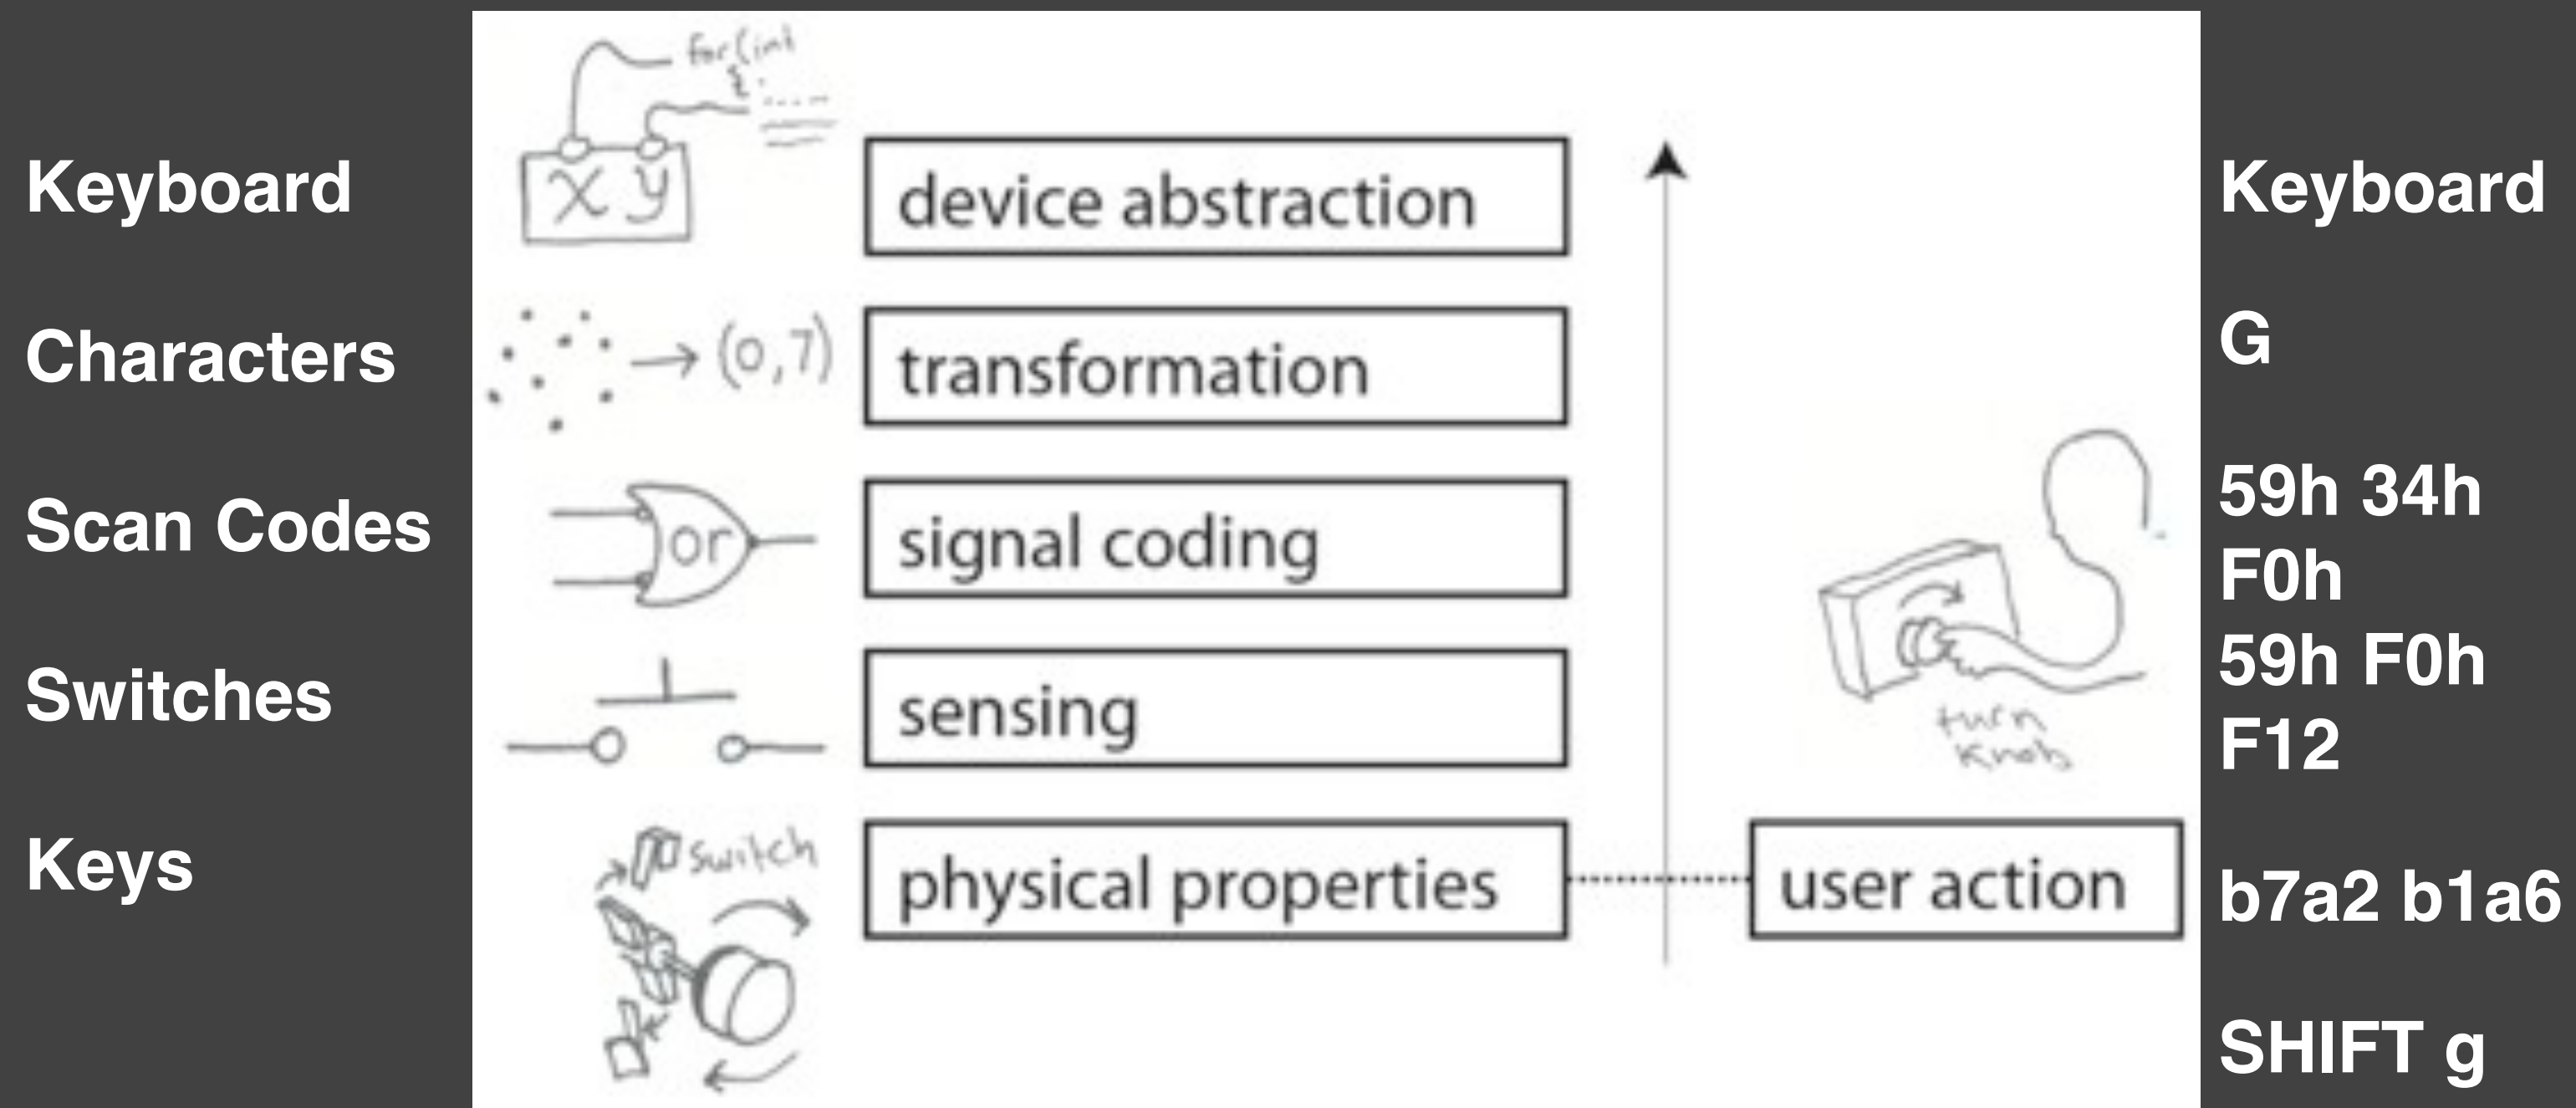 Keyboard
Characters
Scan Codes
Switches
Keys
for(int
x y
(0,7)
or
switch
device abstraction
transformation
signal coding
sensing
physical properties
user action
turn
knob
Keyboard
G
59h 34h
F0h
59h F0h
F12
b7a2 b1a6
SHIFT g